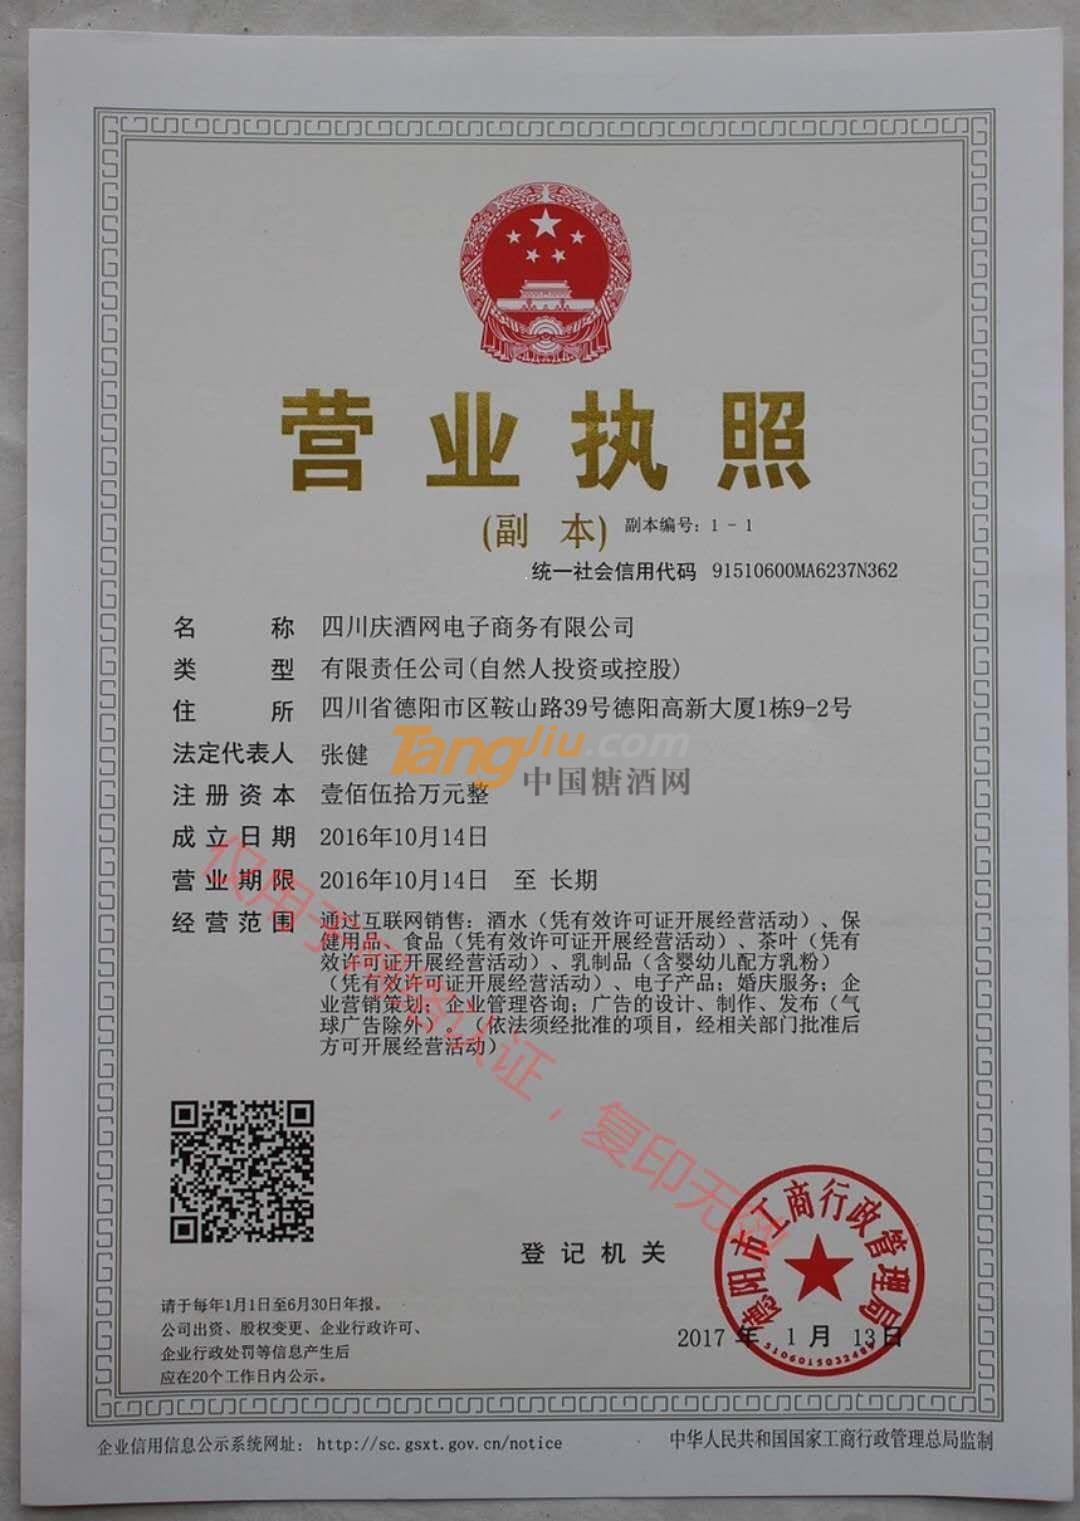 营业执照
(副 本) 副本编号：1 - 1
统一社会信用代码 91510600MA6237N362
名 称 四川庆酒网电子商务有限公司
类 型 有限责任公司(自然人投资或控股)
住 所 四川省德阳市区鞍山路39号德阳高新大厦1栋9-2号
法定代表人 张健
TangJiu.com
中国糖酒网
注册资本 壹佰伍拾万元整
成立日期 2016年10月14日
营业期限 2016年10月14日 至 长期
经营范围 通过互联网销售：酒水（凭有效许可证开展经营活动）、保
健用品、食品（凭有效许可证开展经营活动）、茶叶（凭有
效许可证开展经营活动）、乳制品（含婴幼儿配方乳粉）
（凭有效许可证开展经营活动）、电子产品；婚庆服务；企
业营销策划；企业管理咨询；广告的设计、制作、发布（气
球广告除外）。（依法须经批准的项目，经相关部门批准后
方可开展经营活动）
仅用于网络认证，复印无效
登记机关
德阳市工商行政管理局
2017 年 1 月 13日
请于每年1月1日至6月30日年报。
公司出资、股权变更、企业行政许可、
企业行政处罚等信息产生后
应在20个工作日内公示。
企业信用信息公示系统网址：http://sc.gsxt.gov.cn/notice
中华人民共和国国家工商行政管理总局监制